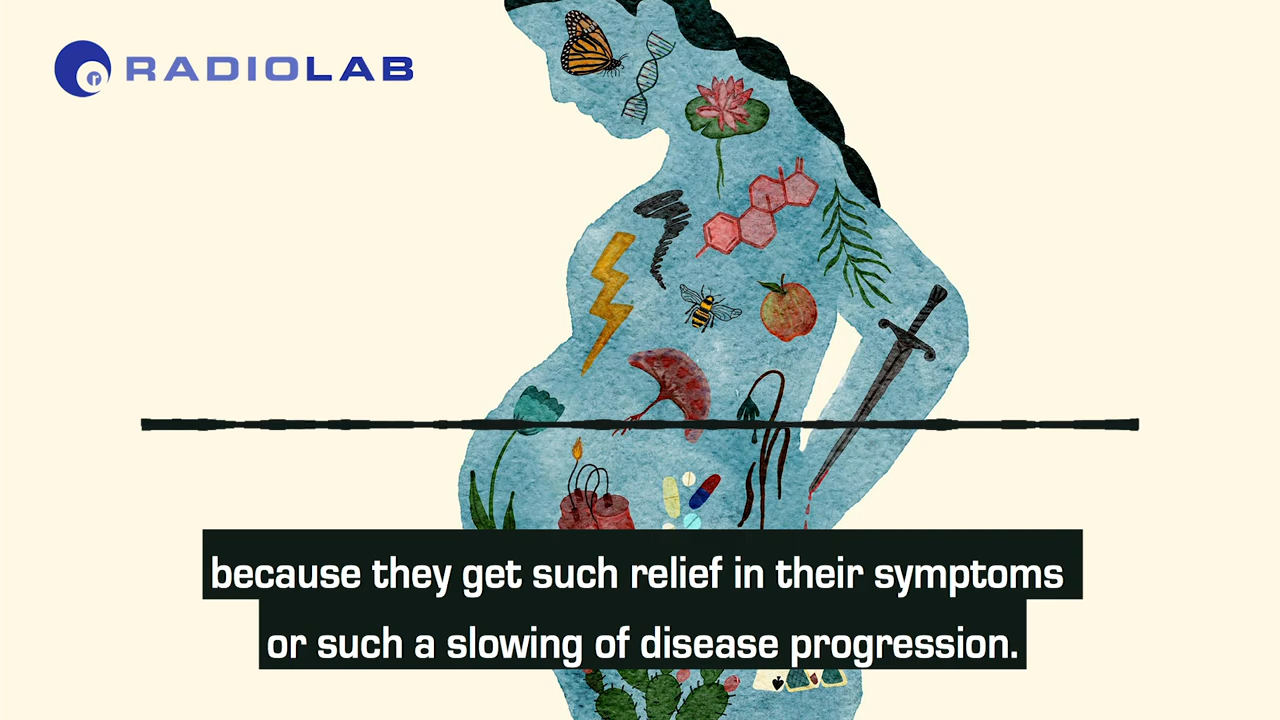 RADIOLAB
because they get such relief in their symptoms
or such a slowing of disease progression.